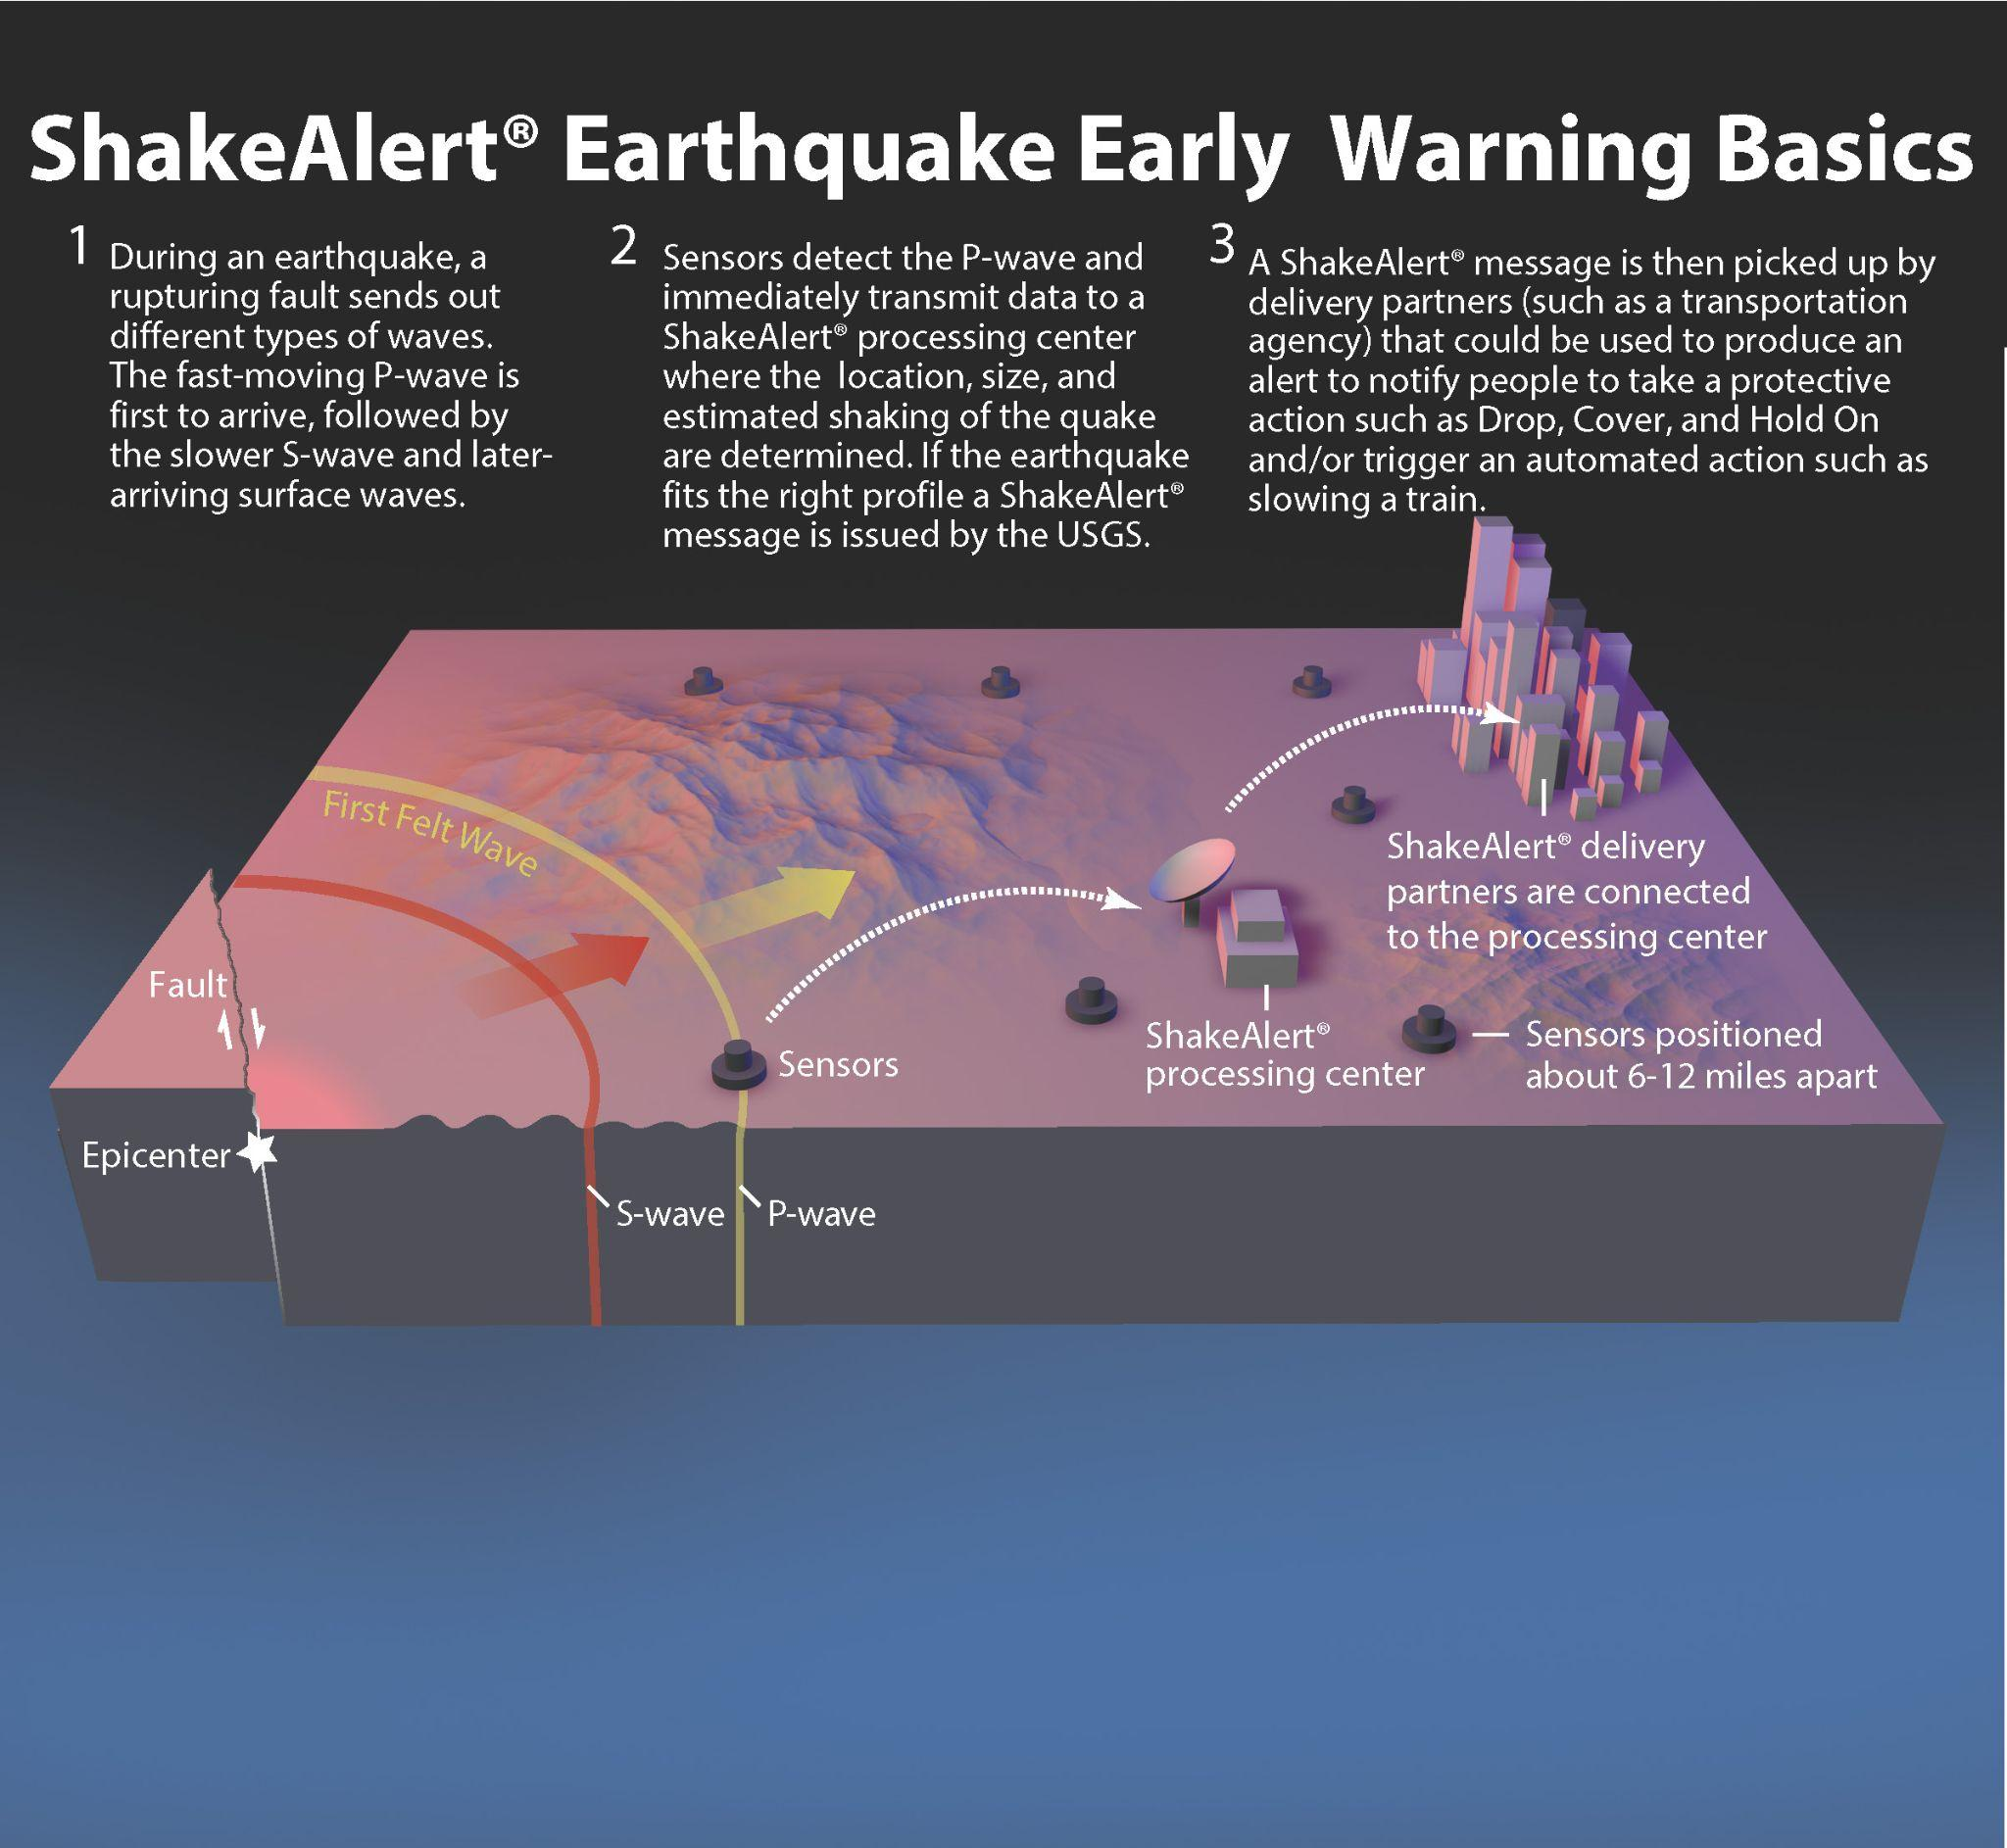 ShakeAlert® Earthquake Early Warning Basics
1
During an earthquake, a
rupturing fault sends out
different types of waves.
The fast-moving P-wave is
first to arrive, followed by
the slower S-wave and later-
arriving surface waves.
2
Sensors detect the P-wave and
immediately transmit data to a
ShakeAlert® processing center
where the location, size, and
estimated shaking of the quake
are determined. If the earthquake
fits the right profile a ShakeAlert®
message is issued by the USGS.
3
A ShakeAlert® message is then picked up by
delivery partners (such as a transportation
agency) that could be used to produce an
alert to notify people to take a protective
action such as Drop, Cover, and Hold On
and/or trigger an automated action such as
slowing a train.
First Felt Wave
ShakeAlert® delivery
partners are connected
to the processing center
Fault
Sensors
ShakeAlert®
processing center
Sensors positioned
about 6-12 miles apart
Epicenter
S-wave
P-wave